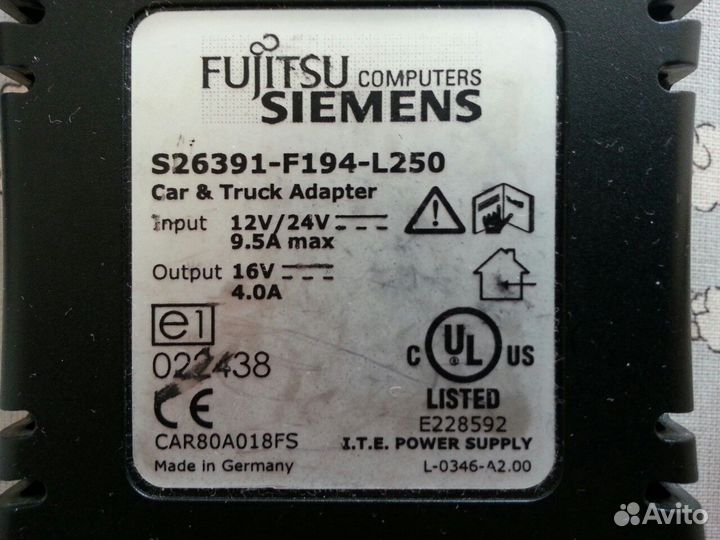 FUJITSU COMPUTERS
SIEMENS
S26391-F194-L250
Car & Truck Adapter
Input 12V/24V
9.5A max
Output 16V
4.0A
e1
022438
CE
CAR80A018FS
Made in Germany
C UL US
®
LISTED
E228592
I.T.E. POWER SUPPLY
L-0346-A2.00
Avito